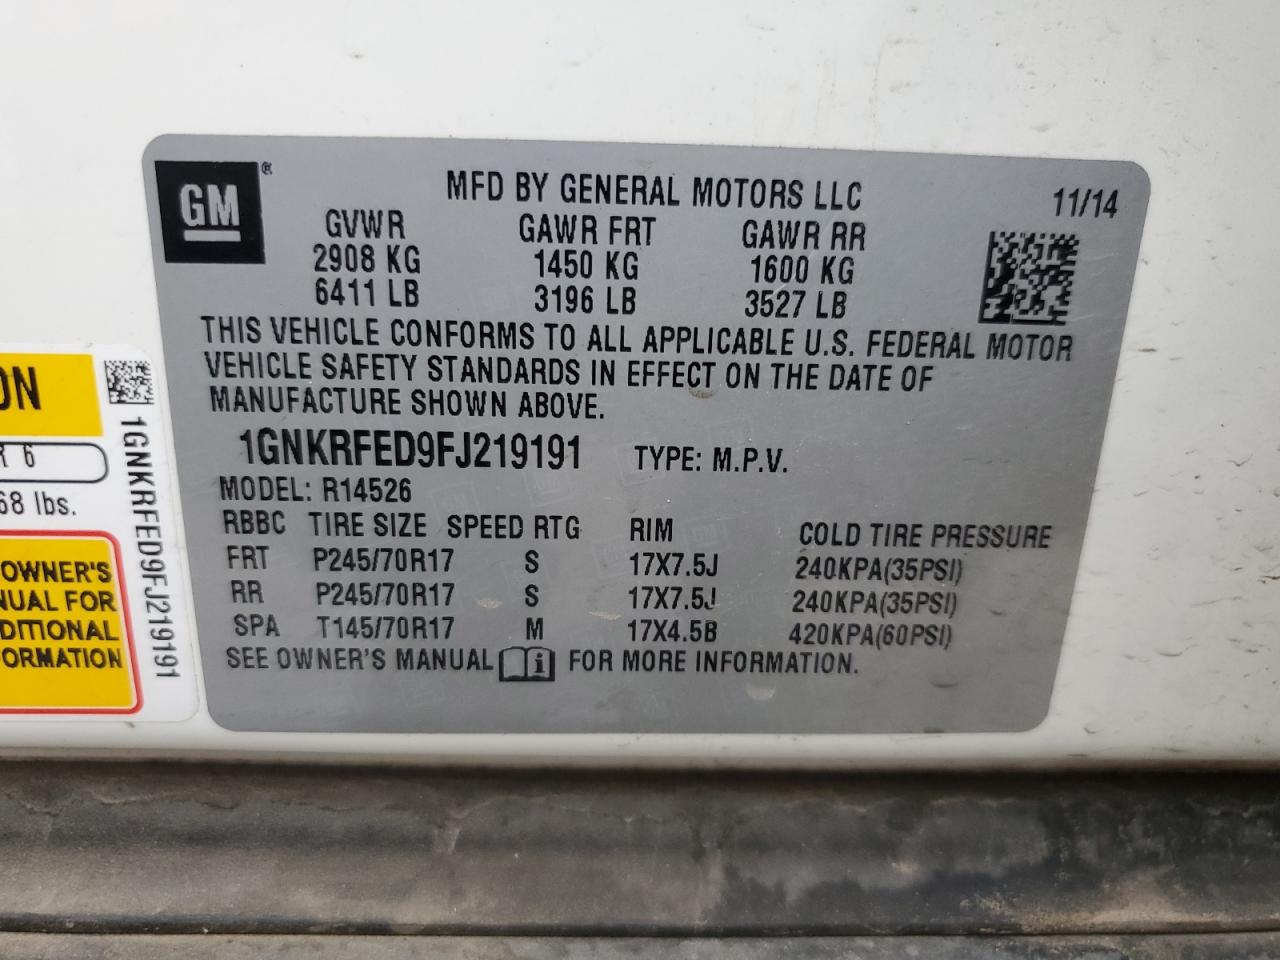 GM ®
MFD BY GENERAL MOTORS LLC 11/14
GVWR GAWR FRT GAWR RR
2908 KG 1450 KG 1600 KG
6411 LB 3196 LB 3527 LB
THIS VEHICLE CONFORMS TO ALL APPLICABLE U.S. FEDERAL MOTOR
VEHICLE SAFETY STANDARDS IN EFFECT ON THE DATE OF
MANUFACTURE SHOWN ABOVE.
1GNKRFED9FJ219191 TYPE: M.P.V.
MODEL: R14526
RBBC TIRE SIZE SPEED RTG RIM COLD TIRE PRESSURE
FRT P245/70R17 S 17X7.5J 240KPA(35PSI)
RR P245/70R17 S 17X7.5J 240KPA(35PSI)
SPA T145/70R17 M 17X4.5B 420KPA(60PSI)
SEE OWNER'S MANUAL i FOR MORE INFORMATION.
ON
R 6
68 lbs.
OWNER'S
NUAL FOR
DDITIONAL
FORMATION
1GNKRFED9FJ219191